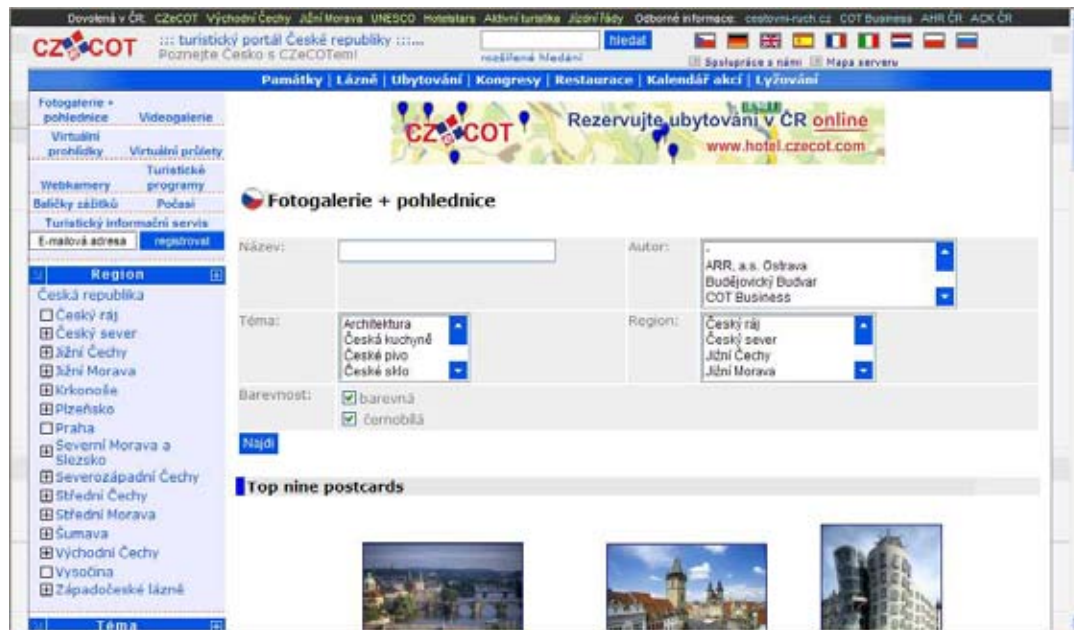 Dovolená v ČR: CZeCOT Východní Čechy Jižní Morava UNESCO Hotelstars Aktivní turistika Jízdní řády Odborné informace: cestovni-ruch.cz COT Business AHR ČR ACK ČR
CZeCOT
::: turistický portál České republiky :::...
Poznejte Česko s CZeCOTem!
hledat
rozšířené hledání
Spolupráce s námi Mapa serveru
Památky | Lázně | Ubytování | Kongresy | Restaurace | Kalendář akcí | Lyžování
Fotogalerie + pohlednice
Videogalerie
Virtuální prohlídky
Virtuální průlety
Webkamery
Turistické programy
Balíčky zážitků
Počasí
Turistický informační servis
E-mailová adresa registrovat
Region
Česká republika
Český ráj
Český sever
Jižní Čechy
Jižní Morava
Krkonoše
Plzeňsko
Praha
Severní Morava a
Slezsko
Severozápadní Čechy
Střední Čechy
Střední Morava
Šumava
Východní Čechy
Vysočina
Západočeské lázně
Téma
CZeCOT
Rezervujte ubytování v ČR online
www.hotel.czecot.com
Fotogalerie + pohlednice
Název:
Autor:
-
ARR, a.s. Ostrava
Budějovický Budvar
COT Business
Téma:
Architektura
Česká kuchyně
České pivo
České sklo
Region:
Český ráj
Český sever
Jižní Čechy
Jižní Morava
Barevnost:
barevná
černobílá
Najdi
Top nine postcards